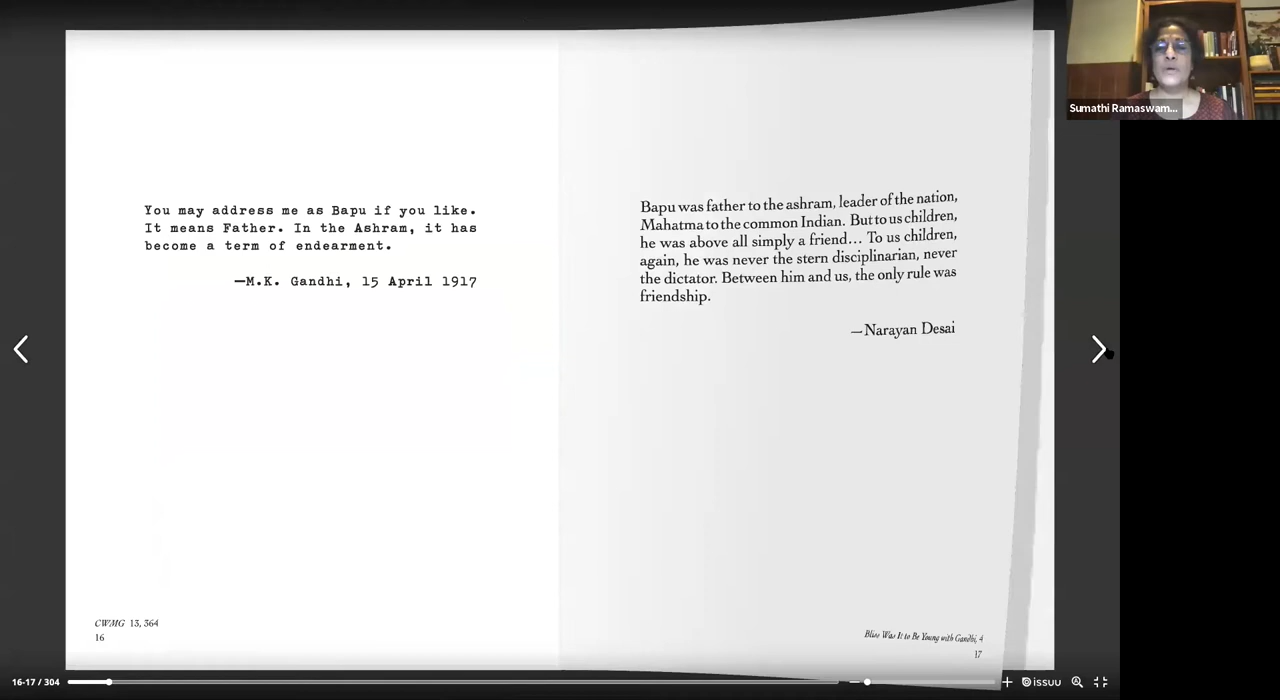 Sumathi Ramaswam...
You may address me as Bapu if you like.
It means Father. In the Ashram, it has
become a term of endearment.
—M.K. Gandhi, 15 April 1917
CWMG 13, 364
16
Bapu was father to the ashram, leader of the nation,
Mahatma to the common Indian. But to us children,
he was above all simply a friend... To us children,
again, he was never the stern disciplinarian, never
the dictator. Between him and us, the only rule was
friendship.
—Narayan Desai
Bliss Was It to Be Young with Gandhi, 4
17
16-17 / 304
issuu